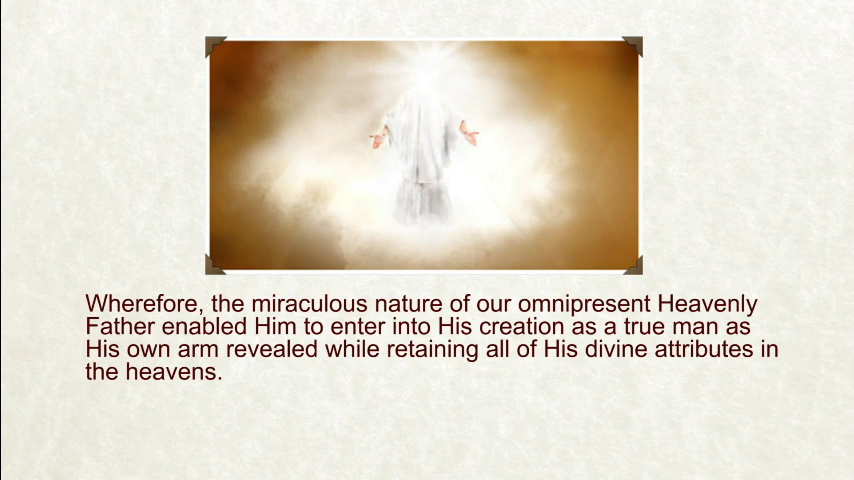 Wherefore, the miraculous nature of our omnipresent Heavenly
Father enabled Him to enter into His creation as a true man as
His own arm revealed while retaining all of His divine attributes in
the heavens.